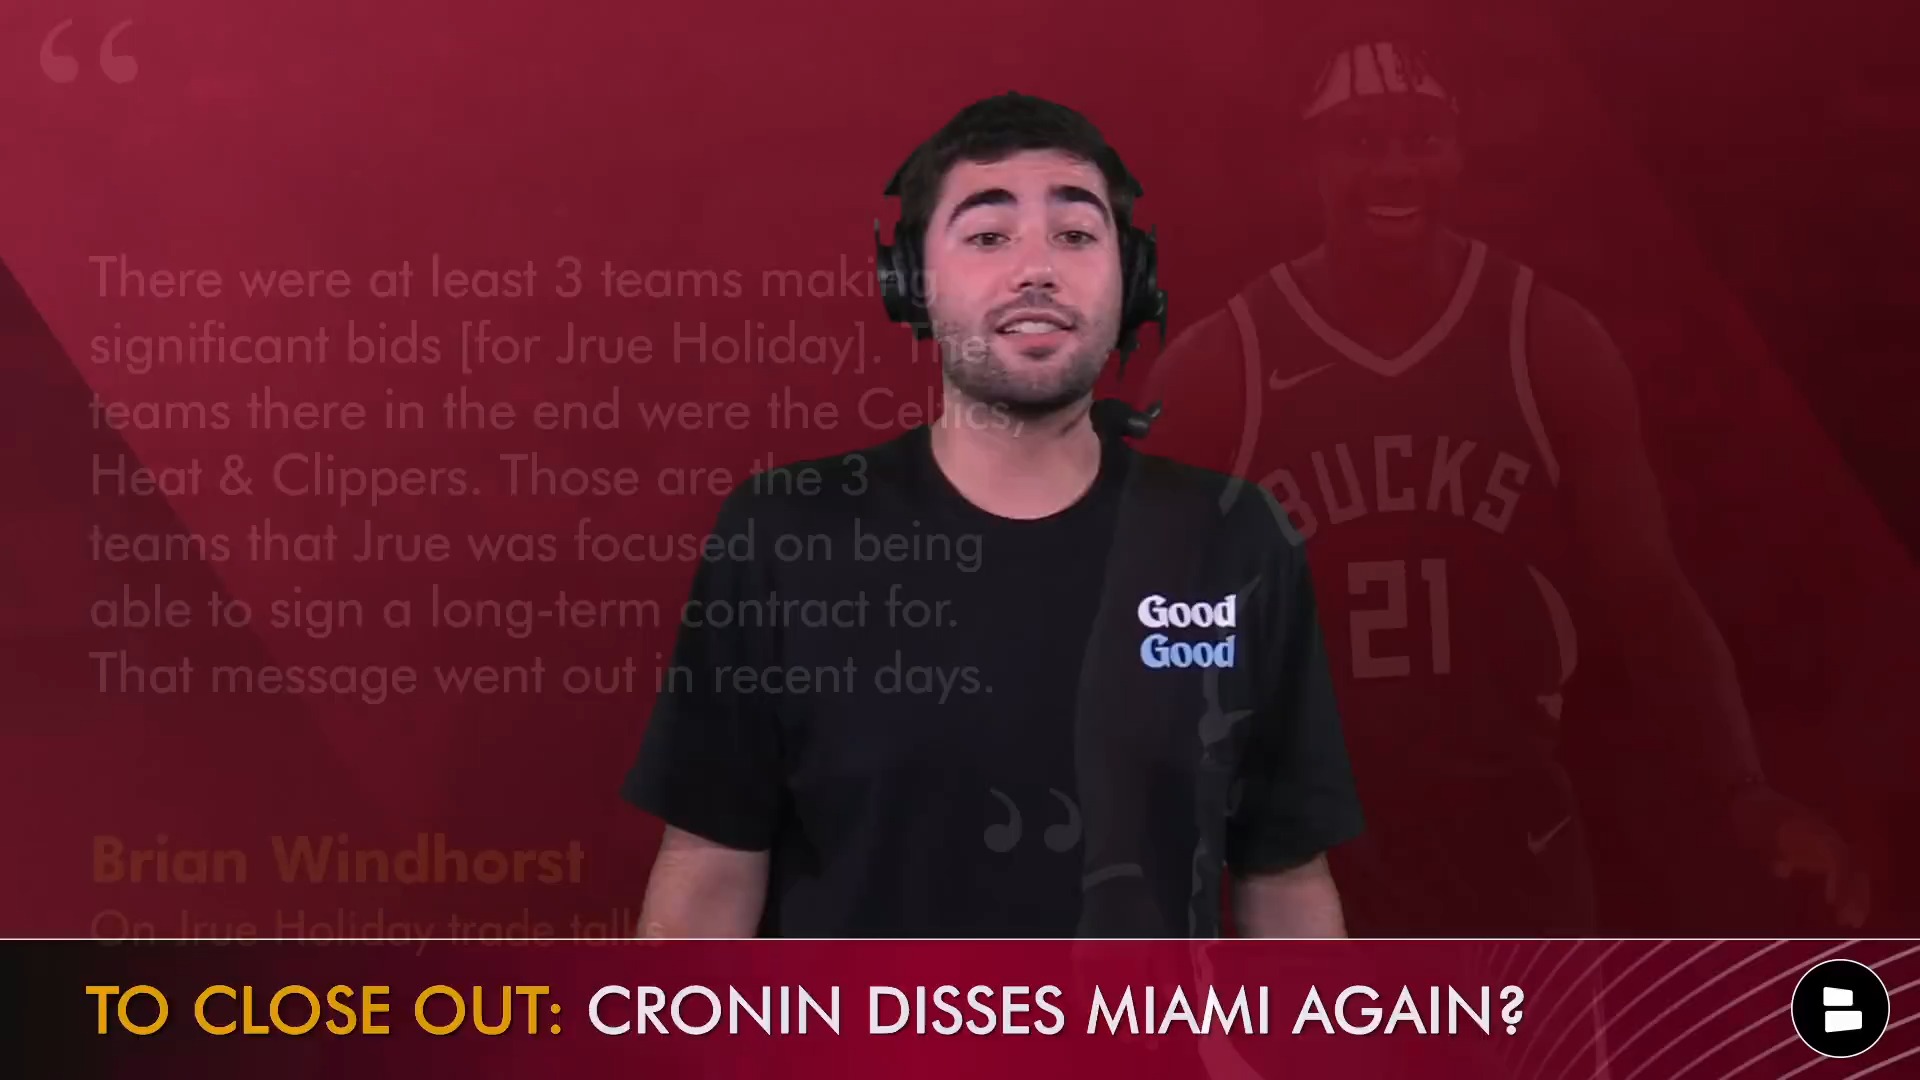 “
There were at least 3 teams making
significant bids [for Jrue Holiday]. The
teams there in the end were the Celtics,
Heat & Clippers. Those are the 3
teams that Jrue was focused on being
able to sign a long-term contract for.
That message went out in recent days.
”
Brian Windhorst
On Jrue Holiday trade talks
BUCKS
21
Good
Good
TO CLOSE OUT: CRONIN DISSES MIAMI AGAIN?